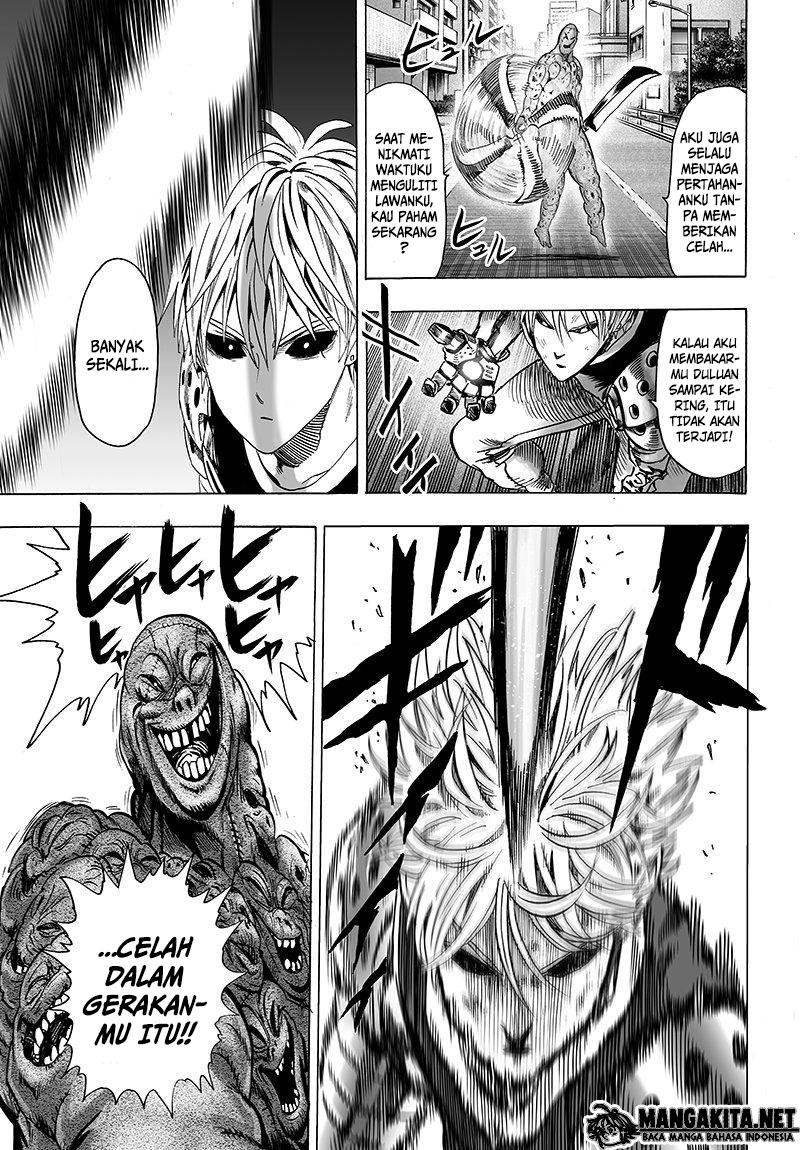 ヒュル
AKU JUGA
SELALU
MENJAGA
PERTAHAN-
ANKU TAN-
PA MEM-
BERIKAN
CELAH...
SAAT ME-
NIKMATI
WAKTUKU
MENGULITI
LAWANKU,
KAU PAHAM
SEKARANG
?
ヒュル
KALAU AKU
MEMBAKAR-
MU DULUAN
SAMPAI KE-
RING, ITU
TIDAK AKAN
TERJADI!
BANYAK
SEKALI...
ヒャヒャ
ヒャヒャ
...CELAH
DALAM
GERAKAN-
MU ITU!!
MANGAKITA.NET
BACA MANGA BAHASA INDONESIA